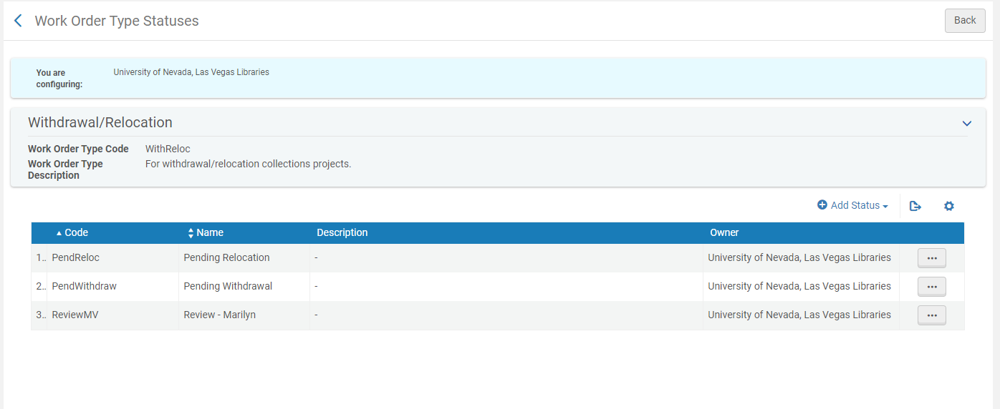 Work Order Type Statuses
Back
You are configuring:
University of Nevada, Las Vegas Libraries
Withdrawal/Relocation
Work Order Type Code WithReloc
Work Order Type Description For withdrawal/relocation collections projects.
Add Status
Code Name Description Owner
1.. PendReloc Pending Relocation - University of Nevada, Las Vegas Libraries ...
2.. PendWithdraw Pending Withdrawal - University of Nevada, Las Vegas Libraries ...
3.. ReviewMV Review - Marilyn - University of Nevada, Las Vegas Libraries ...